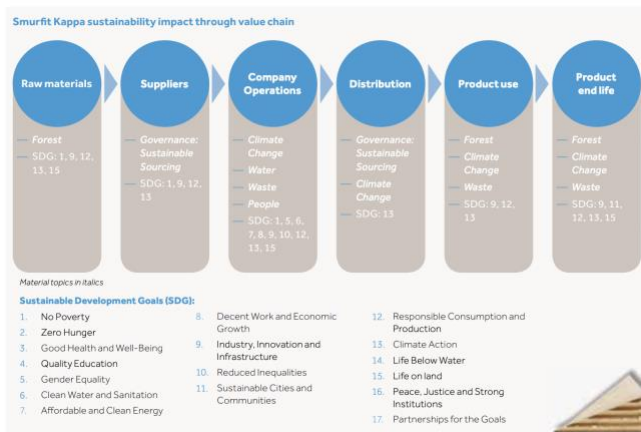 Smurfit Kappa sustainability impact through value chain
Raw materials
Suppliers
Company
Operations
Distribution
Product use
Product
end life
— Forest
— SDG: 1, 9, 12,
13, 15
— Governance:
Sustainable
Sourcing
— SDG: 1, 9, 12,
13
— Climate
Change
— Water
— Waste
— People
— SDG: 1, 5, 6,
7, 8, 9, 10, 12,
13, 15
— Governance:
Sustainable
Sourcing
— Climate
Change
— SDG: 13
— Forest
— Climate
Change
— Waste
— SDG: 9, 12,
13
— Forest
— Climate
Change
— Waste
— SDG: 9, 11,
12, 13, 15
Material topics in italics
Sustainable Development Goals (SDG):
1. No Poverty
2. Zero Hunger
3. Good Health and Well-Being
4. Quality Education
5. Gender Equality
6. Clean Water and Sanitation
7. Affordable and Clean Energy
8. Decent Work and Economic
Growth
9. Industry, Innovation and
Infrastructure
10. Reduced Inequalities
11. Sustainable Cities and
Communities
12. Responsible Consumption and
Production
13. Climate Action
14. Life Below Water
15. Life on land
16. Peace, Justice and Strong
Institutions
17. Partnerships for the Goals